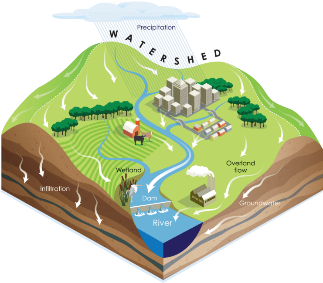 Precipitation
WATERSHED
Wetland
Overland
flow
Infiltration
Dam
Groundwater
River